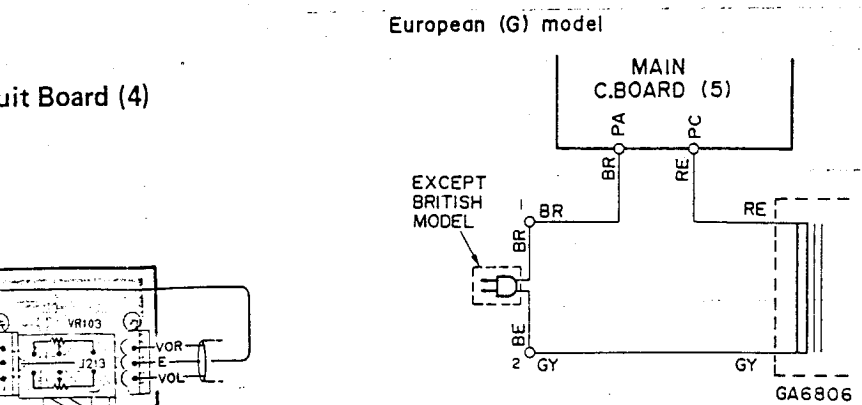 European (G) model
uit Board (4)
MAIN
C.BOARD (5)
PA
PC
BR
RE
EXCEPT
BRITISH
MODEL
1
BR
RE
BR
BE
2
GY
GY
GA6806
VR103
J213
VOR
E
VOL